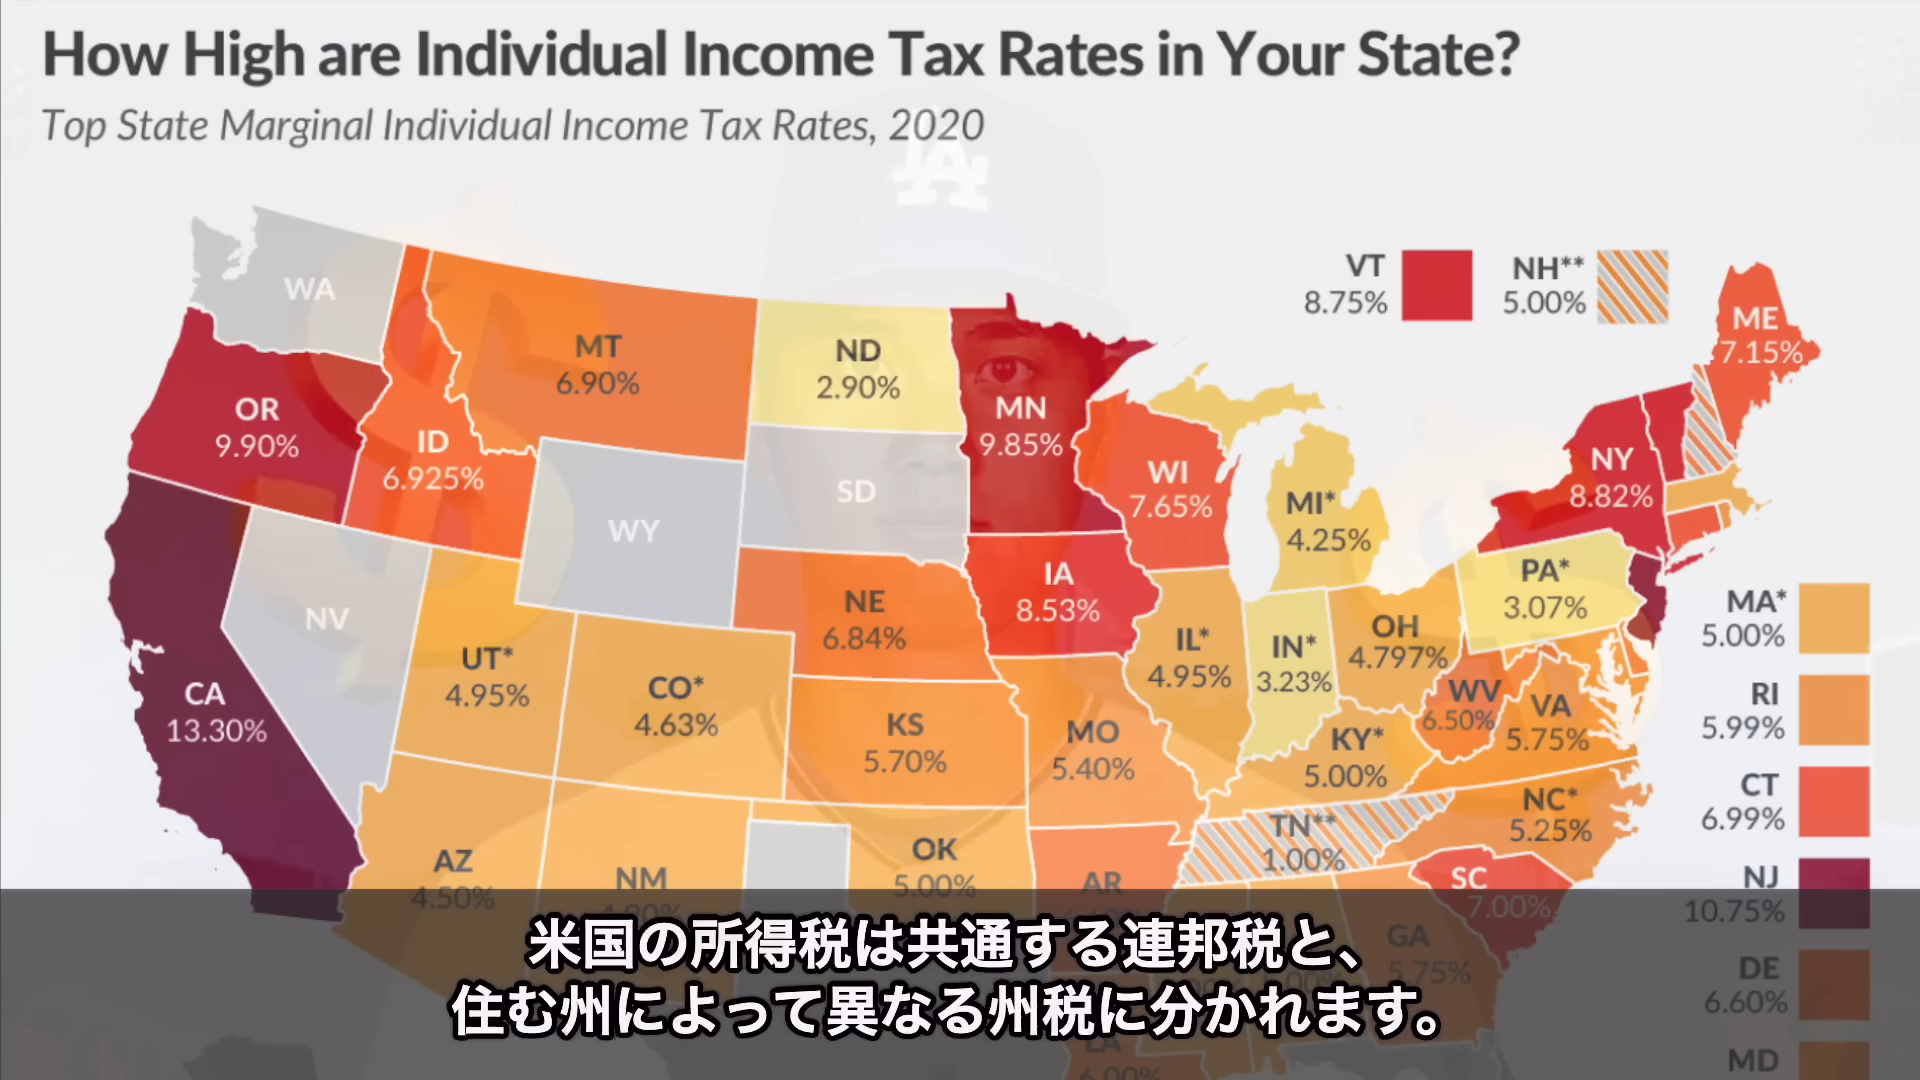 How High are Individual Income Tax Rates in Your State?
Top State Marginal Individual Income Tax Rates, 2020
LA
VT
8.75%
NH**
5.00%
ME
7.15%
WA
MT
6.90%
ND
2.90%
MN
9.85%
OR
9.90%
ID
6.925%
WI
7.65%
NY
8.82%
SD
MI*
4.25%
WY
IA
8.53%
PA*
3.07%
NV
NE
6.84%
MA*
5.00%
UT*
4.95%
CO*
4.63%
IL*
4.95%
IN*
3.23%
OH
4.797%
WV
6.50%
VA
5.75%
RI
5.99%
CA
13.30%
KS
5.70%
MO
5.40%
KY*
5.00%
CT
6.99%
NC*
5.25%
TN**
1.00%
AZ
4.50%
NM
OK
5.00%
AR
SC
7.00%
NJ
10.75%
GA
5.75%
DE
6.60%
LA
6.00%
MD
米国の所得税は共通する連邦税と、
住む州によって異なる州税に分かれます。